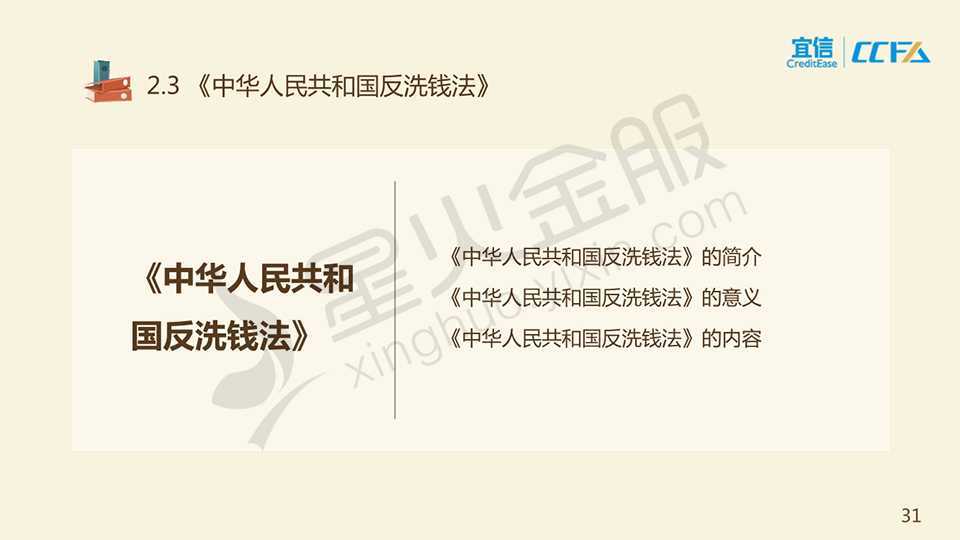 宜信
CreditEase
CCFA
2.3 《中华人民共和国反洗钱法》
《中华人民共和
国反洗钱法》
《中华人民共和国反洗钱法》的简介
《中华人民共和国反洗钱法》的意义
《中华人民共和国反洗钱法》的内容
星火金服
xinghuo.yixin.com
31